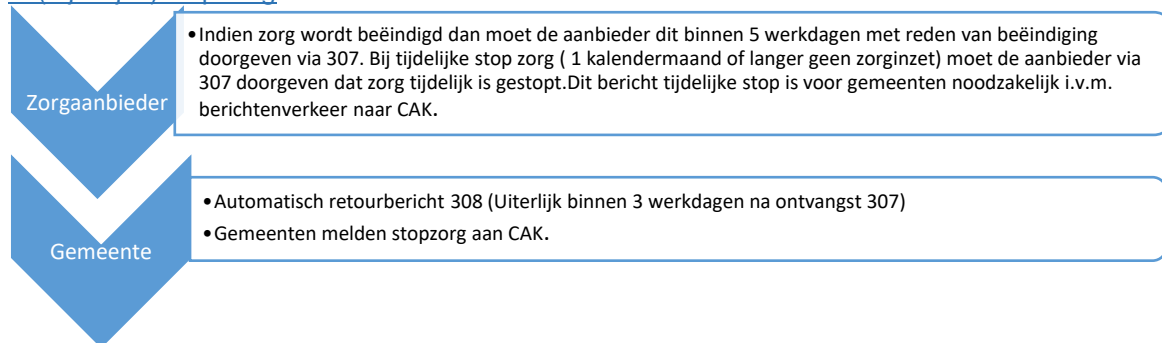 •Indien zorg wordt beëindigd dan moet de aanbieder dit binnen 5 werkdagen met reden van beëindiging
doorgeven via 307. Bij tijdelijke stop zorg ( 1 kalendermaand of langer geen zorginzet) moet de aanbieder via
307 doorgeven dat zorg tijdelijk is gestopt.Dit bericht tijdelijke stop is voor gemeenten noodzakelijk i.v.m.
berichtenverkeer naar CAK.
Zorgaanbieder
•Automatisch retourbericht 308 (Uiterlijk binnen 3 werkdagen na ontvangst 307)
•Gemeenten melden stopzorg aan CAK.
Gemeente